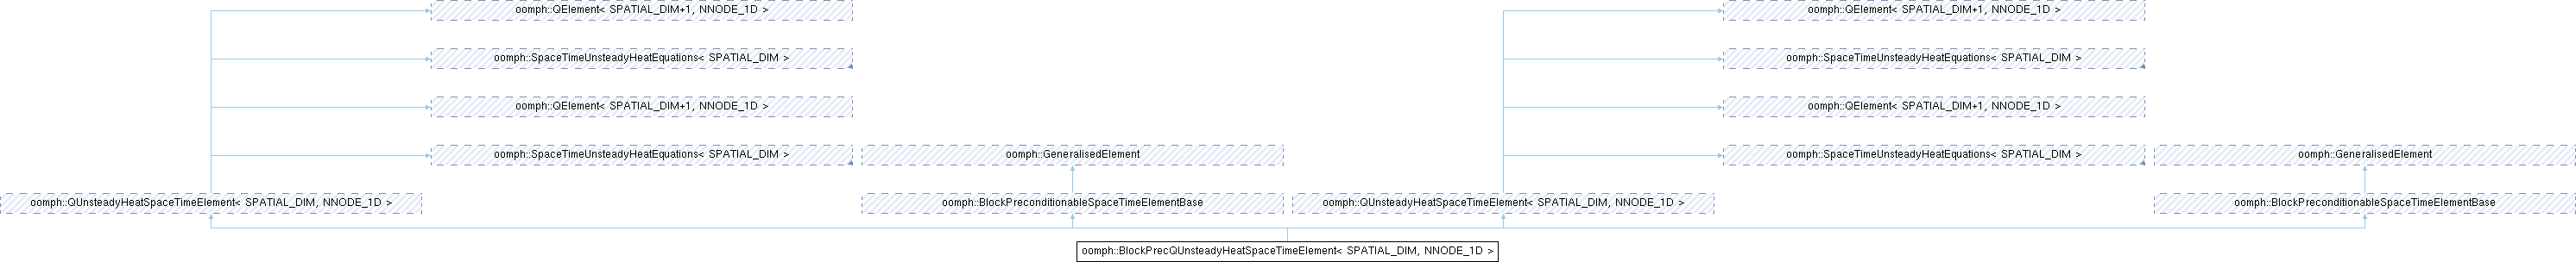 oomph::QElement< SPATIAL_DIM+1, NNODE_1D >
oomph::QElement< SPATIAL_DIM+1, NNODE_1D >
oomph::SpaceTimeUnsteadyHeatEquations< SPATIAL_DIM >
oomph::SpaceTimeUnsteadyHeatEquations< SPATIAL_DIM >
oomph::QElement< SPATIAL_DIM+1, NNODE_1D >
oomph::QElement< SPATIAL_DIM+1, NNODE_1D >
oomph::SpaceTimeUnsteadyHeatEquations< SPATIAL_DIM >
oomph::GeneralisedElement
oomph::SpaceTimeUnsteadyHeatEquations< SPATIAL_DIM >
oomph::GeneralisedElement
oomph::QUnsteadyHeatSpaceTimeElement< SPATIAL_DIM, NNODE_1D >
oomph::BlockPreconditionableSpaceTimeElementBase
oomph::QUnsteadyHeatSpaceTimeElement< SPATIAL_DIM, NNODE_1D >
oomph::BlockPreconditionableSpaceTimeElementBase
oomph::BlockPrecQUnsteadyHeatSpaceTimeElement< SPATIAL_DIM, NNODE_1D >